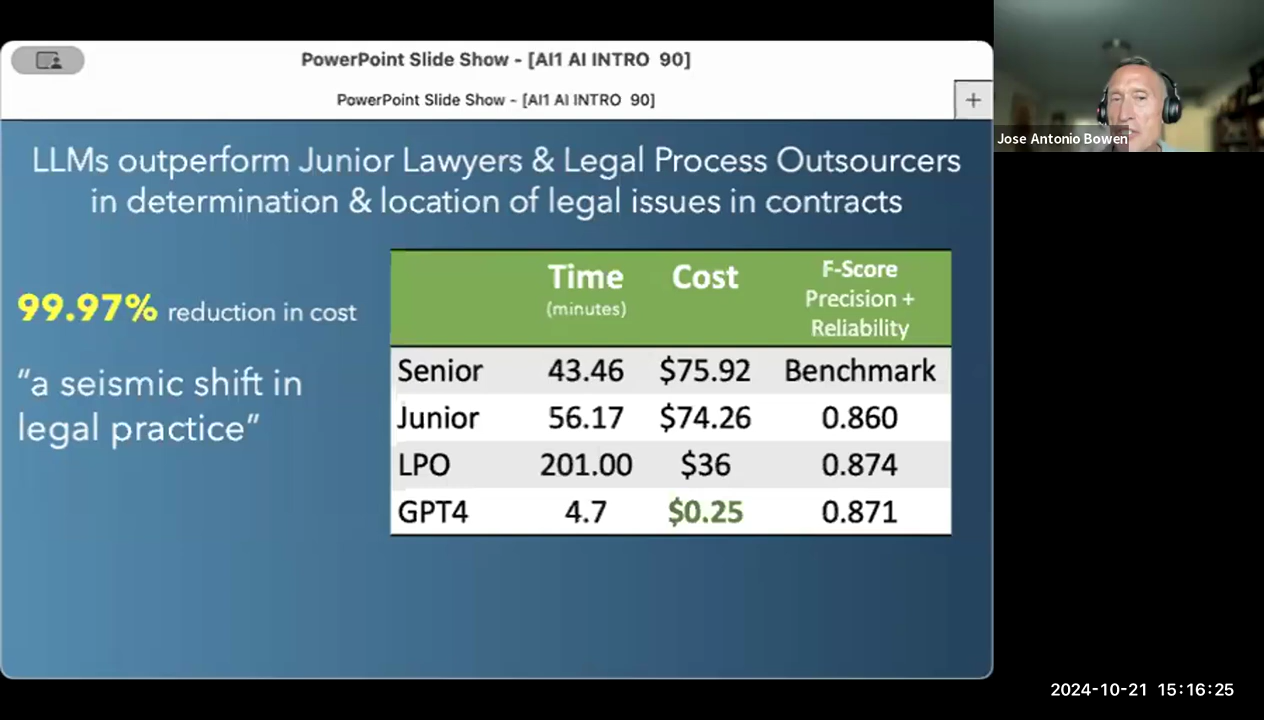 PowerPoint Slide Show - [AI1 AI INTRO 90]
PowerPoint Slide Show - [AI1 AI INTRO 90]
Jose Antonio Bowen
LLMs outperform Junior Lawyers & Legal Process Outsourcers
in determination & location of legal issues in contracts
99.97% reduction in cost
"a seismic shift in
legal practice"
Time Cost F-Score
(minutes) Precision +
Reliability
Senior 43.46 $75.92 Benchmark
Junior 56.17 $74.26 0.860
LPO 201.00 $36 0.874
GPT4 4.7 $0.25 0.871
2024-10-21 15:16:25